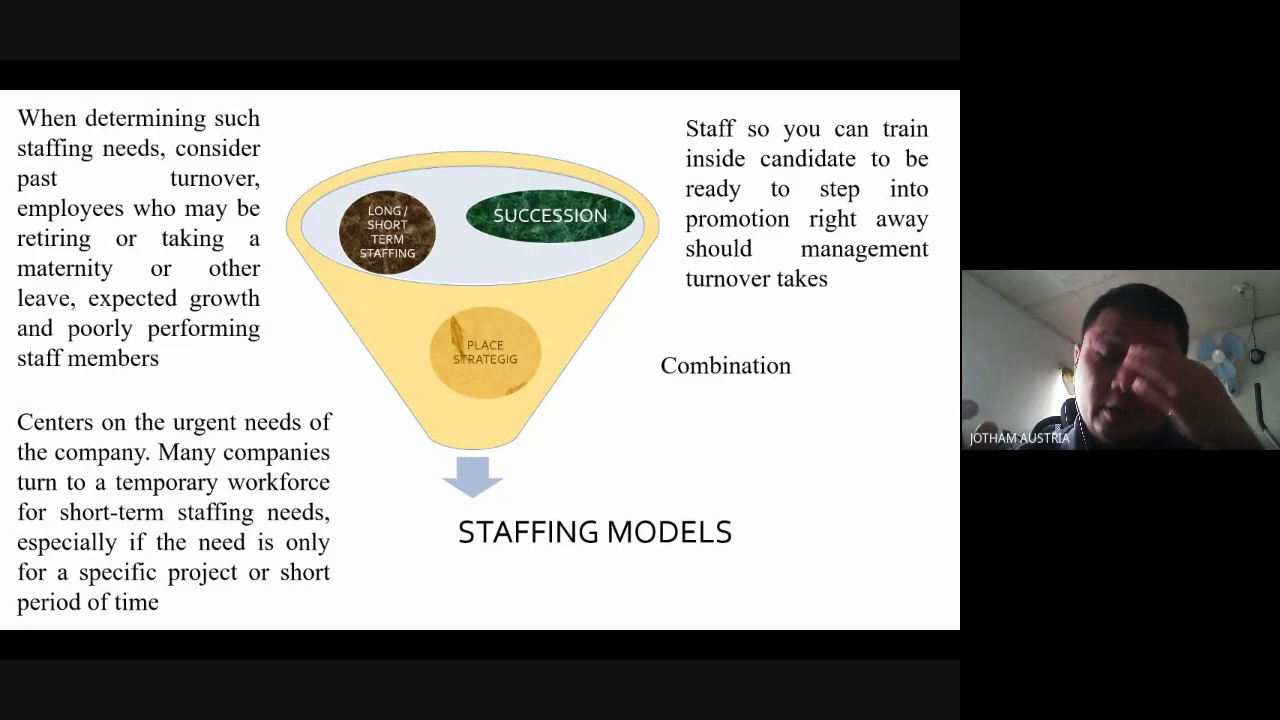 When determining such
staffing needs, consider
past turnover,
employees who may be
retiring or taking a
maternity or other
leave, expected growth
and poorly performing
staff members
Centers on the urgent needs of
the company. Many companies
turn to a temporary workforce
for short-term staffing needs,
especially if the need is only
for a specific project or short
period of time
LONG /
SHORT
TERM
STAFFING
SUCCESSION
PLACE
STRATEGIG
STAFFING MODELS
Staff so you can train
inside candidate to be
ready to step into
promotion right away
should management
turnover takes
Combination
JOTHAM AUSTRIA